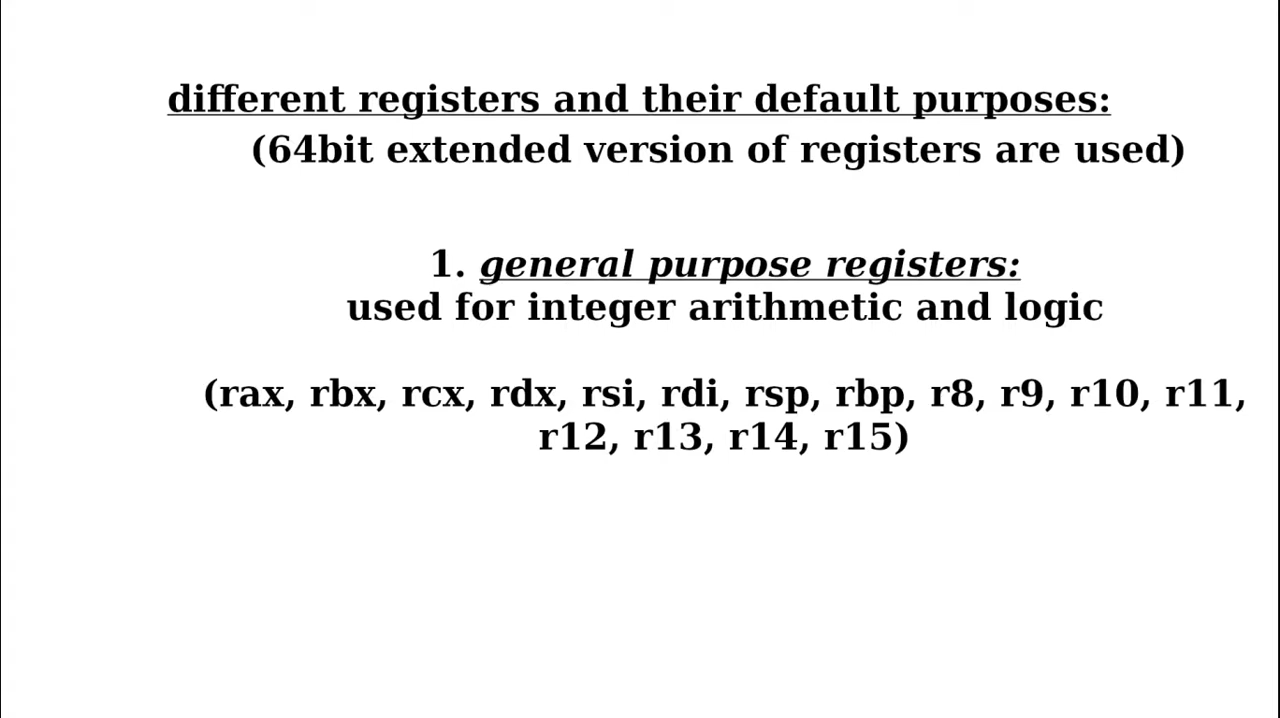 different registers and their default purposes:
(64bit extended version of registers are used)
1. general purpose registers:
used for integer arithmetic and logic
(rax, rbx, rcx, rdx, rsi, rdi, rsp, rbp, r8, r9, r10, r11,
r12, r13, r14, r15)